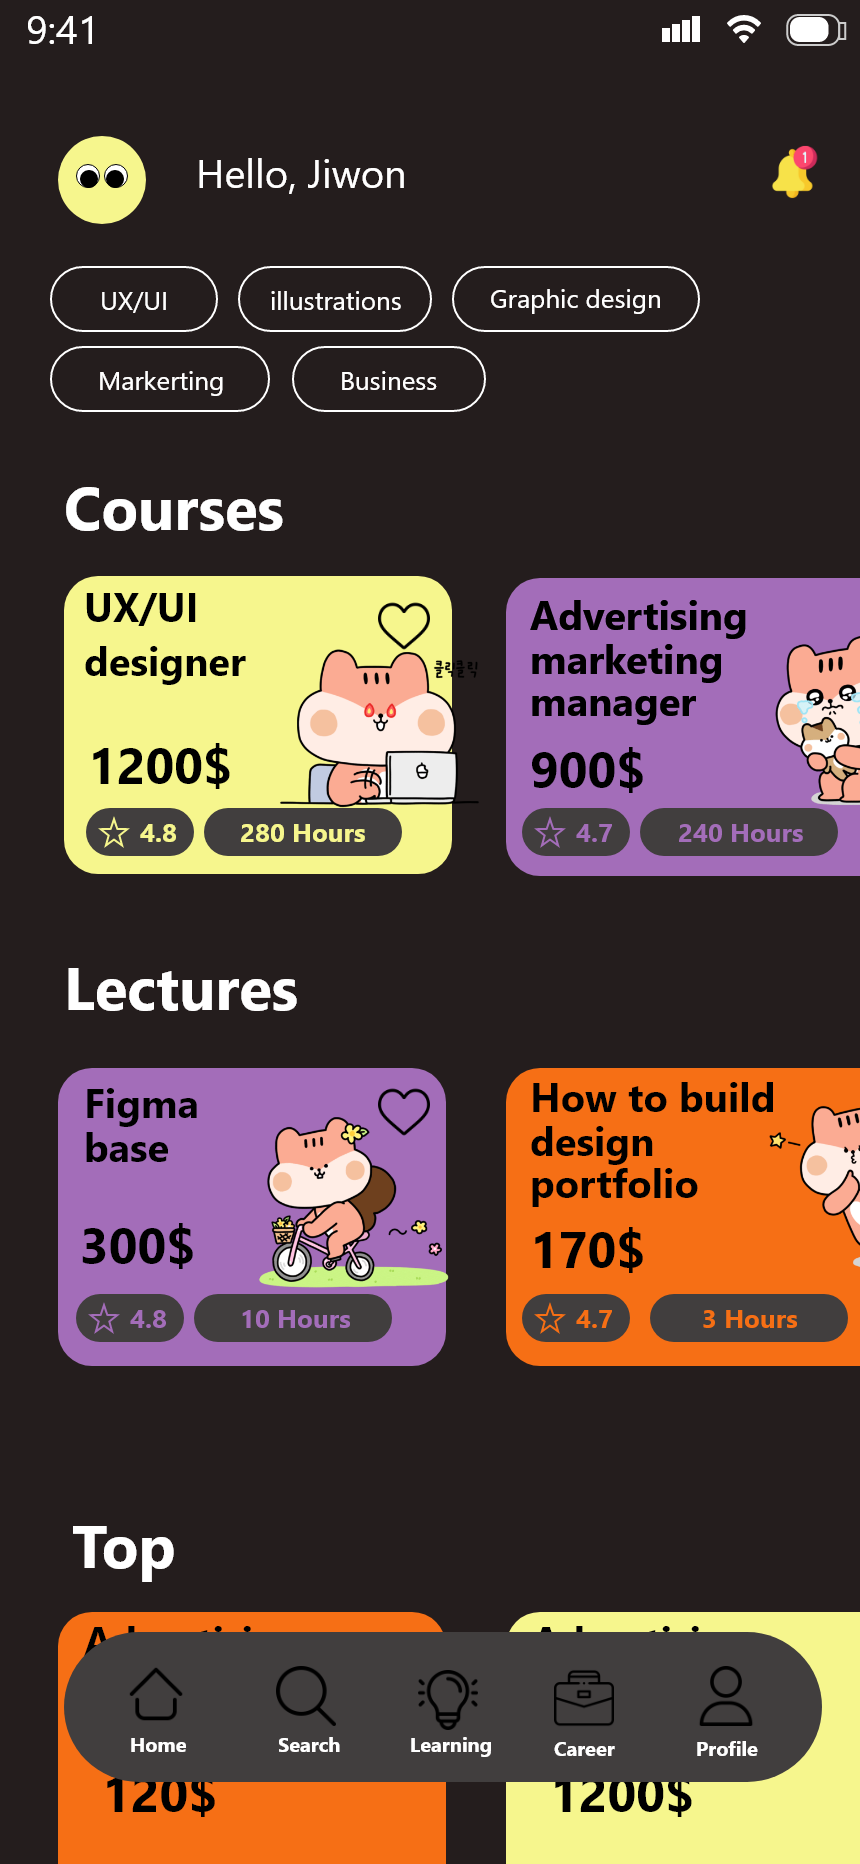 9:41
Hello, Jiwon
1
UX/UI
illustrations
Graphic design
Markerting
Business
Courses
UX/UI
designer
클릭클릭
1200$
4.8
280 Hours
Advertising
marketing
manager
900$
4.7
240 Hours
Lectures
Figma
base
300$
4.8
10 Hours
How to build
design
portfolio
170$
4.7
3 Hours
Top
Home
Search
Learning
Career
Profile
120$
1200$